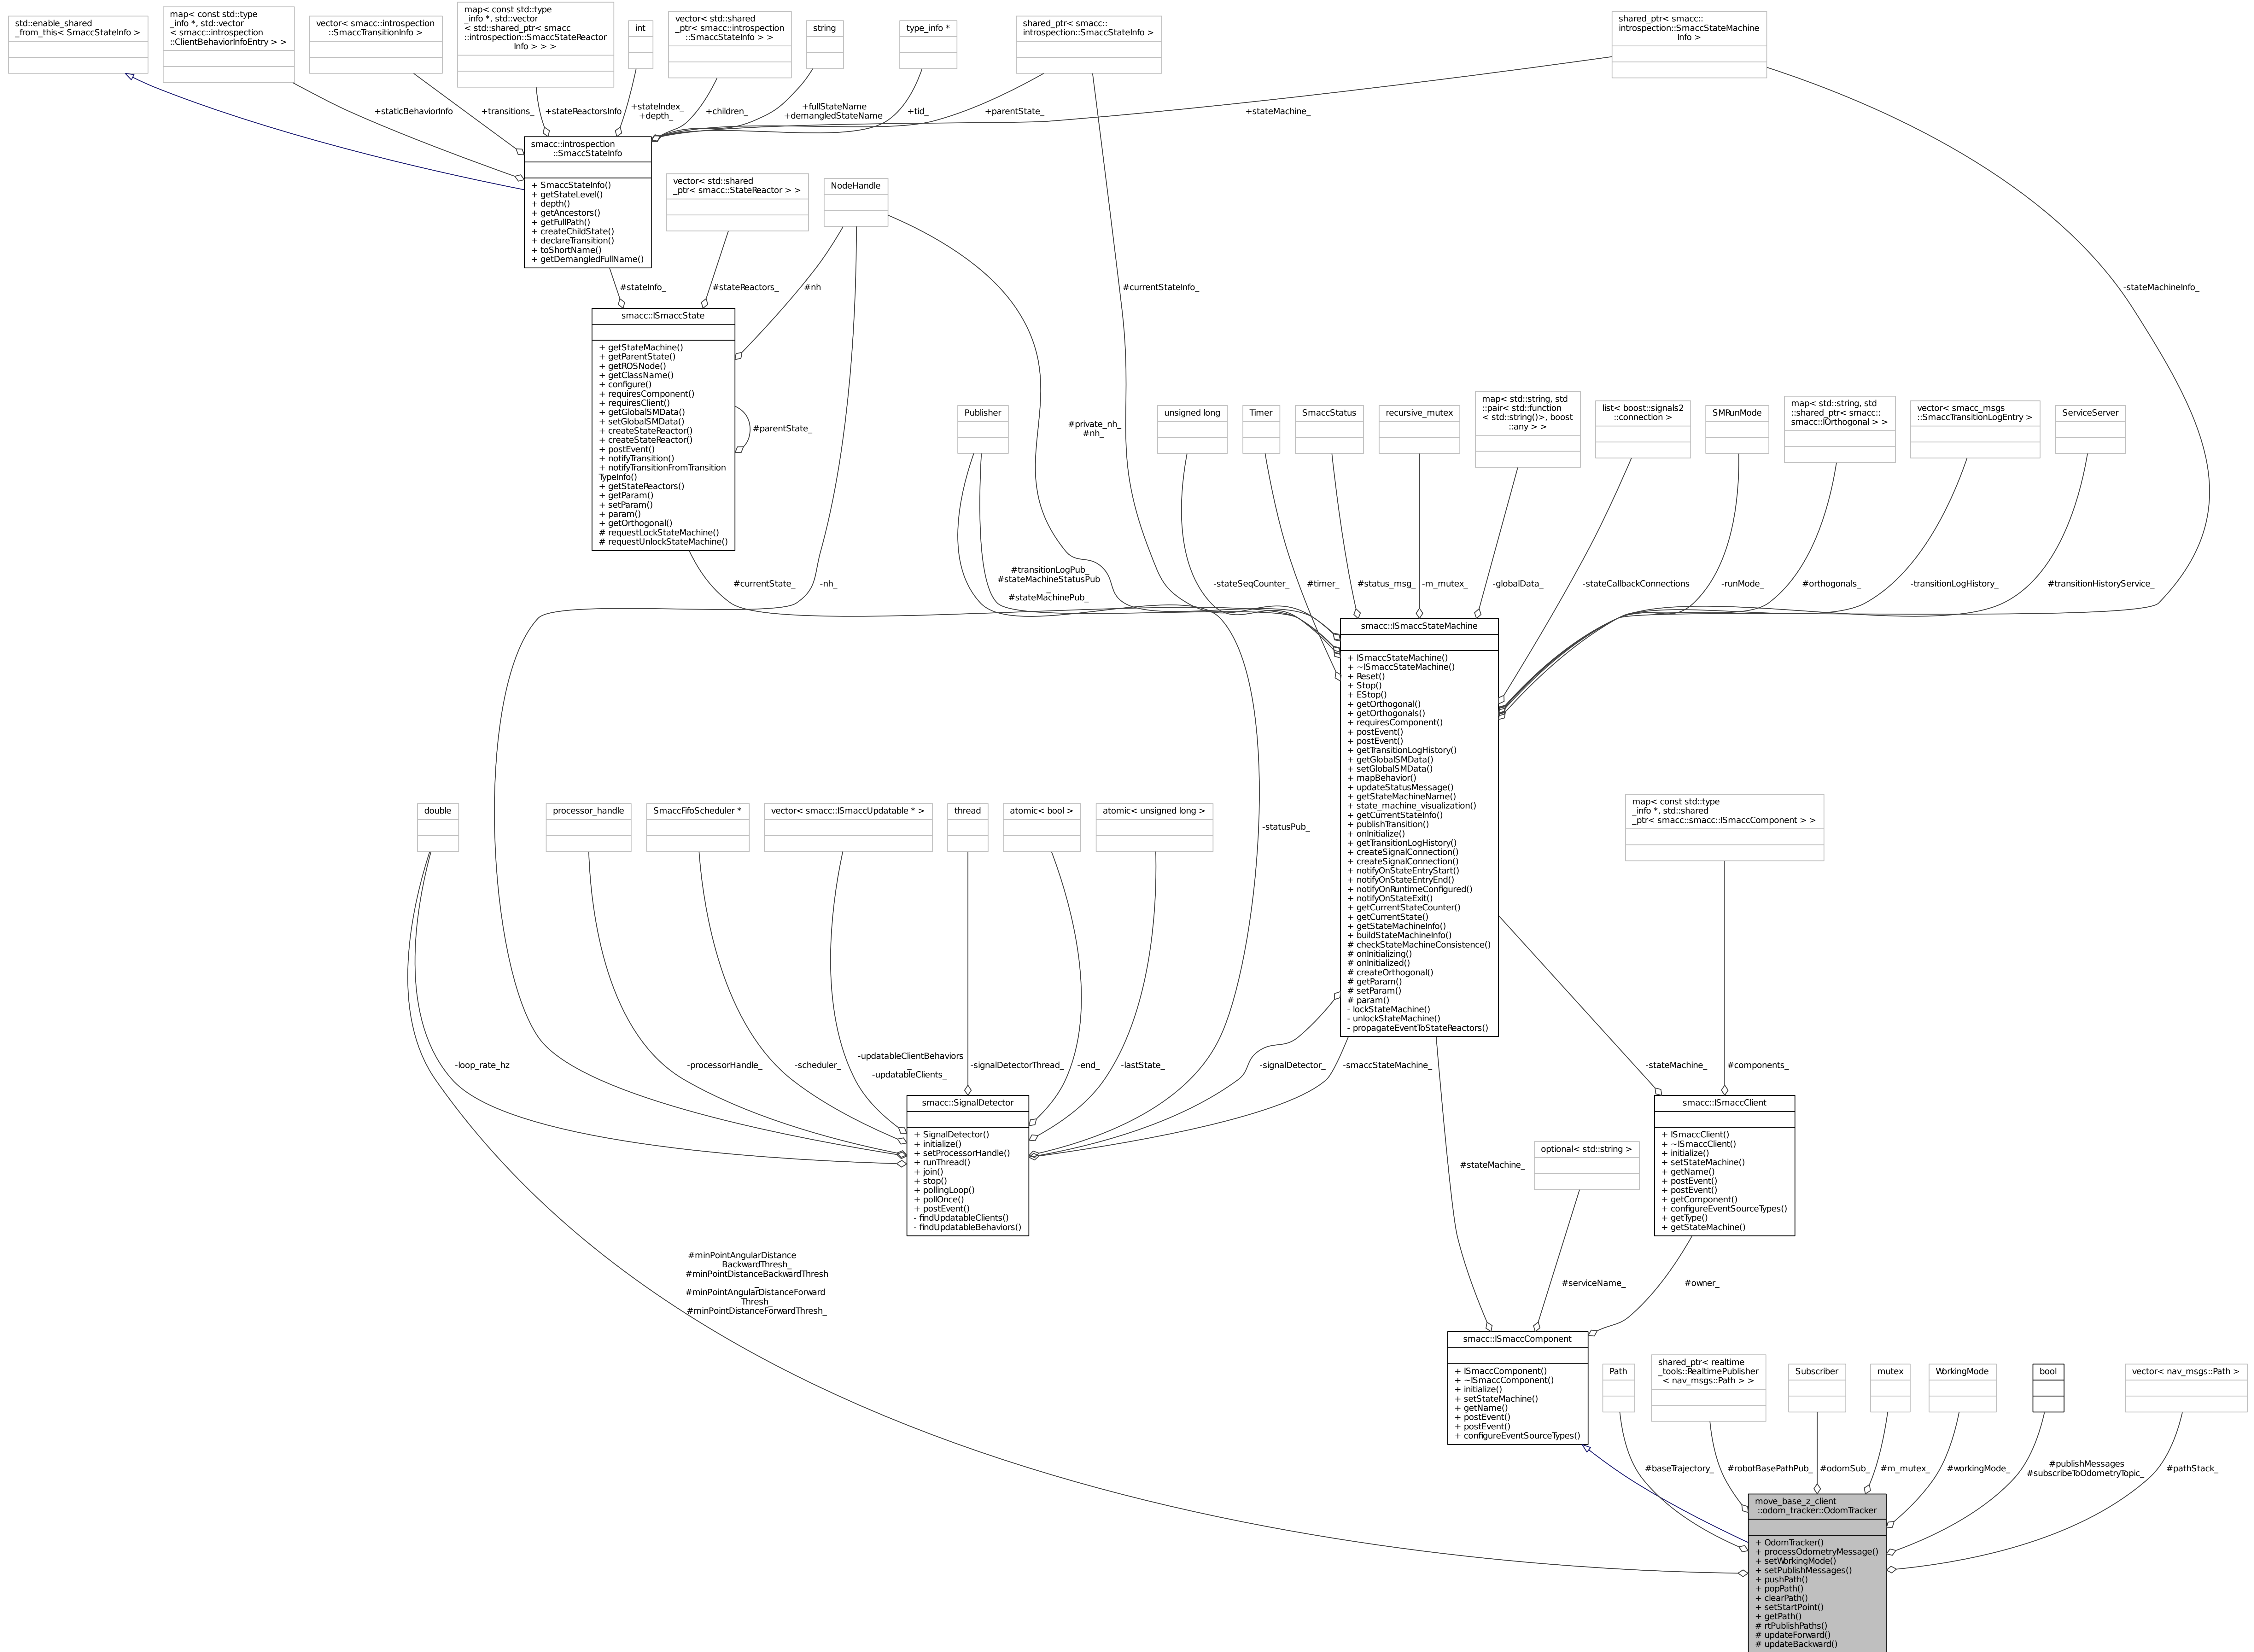 std::enable_shared
_from_this< SmaccStateInfo >
map< const std::type
_info *, std::vector
< smacc::introspection
::ClientBehaviorInfoEntry > >
vector< smacc::introspection
::SmaccTransitionInfo >
map< const std::type
_info *, std::vector
< std::shared_ptr< smacc
::introspection::SmaccStateReactor
Info > > >
int
vector< std::shared
_ptr< smacc::introspection
::SmaccStateInfo > >
string
type_info *
shared_ptr< smacc::
introspection::SmaccStateInfo >
shared_ptr< smacc::
introspection::SmaccStateMachine
Info >
+staticBehaviorInfo
+transitions_
+stateReactorsInfo
+stateIndex_
+depth_
+children_
+fullStateName
+demangledStateName
+tid_
+parentState_
+stateMachine_
smacc::introspection
::SmaccStateInfo
+ SmaccStateInfo()
+ getStateLevel()
+ depth()
+ getAncestors()
+ getFullPath()
+ createChildState()
+ declareTransition()
+ toShortName()
+ getDemangledFullName()
vector< std::shared
_ptr< smacc::StateReactor > >
NodeHandle
#stateInfo_
#stateReactors_
#nh
#currentStateInfo_
-stateMachineInfo_
smacc::ISmaccState
+ getStateMachine()
+ getParentState()
+ getROSNode()
+ getClassName()
+ configure()
+ requiresComponent()
+ requiresClient()
+ getGlobalSMData()
+ setGlobalSMData()
+ createStateReactor()
+ createStateReactor()
+ postEvent()
+ notifyTransition()
+ notifyTransitionFromTransition
TypeInfo()
+ getStateReactors()
+ getParam()
+ setParam()
+ param()
+ getOrthogonal()
# requestLockStateMachine()
# requestUnlockStateMachine()
#parentState_
Publisher
#private_nh_
#nh_
unsigned long
Timer
SmaccStatus
recursive_mutex
map< std::string, std
::pair< std::function
< std::string()>, boost
::any > >
list< boost::signals2
::connection >
SMRunMode
map< std::string, std
::shared_ptr< smacc::
smacc::IOrthogonal > >
vector< smacc_msgs
::SmaccTransitionLogEntry >
ServiceServer
#currentState_
-nh_
#transitionLogPub_
#stateMachineStatusPub
_
#stateMachinePub_
-stateSeqCounter_
#timer_
#status_msg_
-m_mutex_
-globalData_
-stateCallbackConnections
-runMode_
#orthogonals_
-transitionLogHistory_
#transitionHistoryService_
smacc::ISmaccStateMachine
+ ISmaccStateMachine()
+ ~ISmaccStateMachine()
+ Reset()
+ Stop()
+ EStop()
+ getOrthogonal()
+ getOrthogonals()
+ requiresComponent()
+ postEvent()
+ postEvent()
+ getTransitionLogHistory()
+ getGlobalSMData()
+ setGlobalSMData()
+ mapBehavior()
+ updateStatusMessage()
+ getStateMachineName()
+ state_machine_visualization()
+ getCurrentStateInfo()
+ publishTransition()
+ onInitialize()
+ getTransitionLogHistory()
+ createSignalConnection()
+ createSignalConnection()
+ notifyOnStateEntryStart()
+ notifyOnStateEntryEnd()
+ notifyOnRuntimeConfigured()
+ notifyOnStateExit()
+ getCurrentStateCounter()
+ getCurrentState()
+ getStateMachineInfo()
+ buildStateMachineInfo()
# checkStateMachineConsistence()
# onInitializing()
# onInitialized()
# createOrthogonal()
# getParam()
# setParam()
# param()
- lockStateMachine()
- unlockStateMachine()
- propagateEventToStateReactors()
double
processor_handle
SmaccFifoScheduler *
vector< smacc::ISmaccUpdatable * >
thread
atomic< bool >
atomic< unsigned long >
-statusPub_
map< const std::type
_info *, std::shared
_ptr< smacc::smacc::ISmaccComponent > >
-loop_rate_hz
-processorHandle_
-scheduler_
-updatableClientBehaviors
_
-updatableClients_
-signalDetectorThread_
-end_
-lastState_
-signalDetector_
-smaccStateMachine_
-stateMachine_
#components_
smacc::SignalDetector
+ SignalDetector()
+ initialize()
+ setProcessorHandle()
+ runThread()
+ join()
+ stop()
+ pollingLoop()
+ pollOnce()
+ postEvent()
- findUpdatableClients()
- findUpdatableBehaviors()
smacc::ISmaccClient
+ ISmaccClient()
+ ~ISmaccClient()
+ initialize()
+ setStateMachine()
+ getName()
+ postEvent()
+ postEvent()
+ getComponent()
+ configureEventSourceTypes()
+ getType()
+ getStateMachine()
optional< std::string >
#stateMachine_
#minPointAngularDistance
BackwardThresh_
#minPointDistanceBackwardThresh
_
#minPointAngularDistanceForward
Thresh_
#minPointDistanceForwardThresh_
#serviceName_
#owner_
smacc::ISmaccComponent
+ ISmaccComponent()
+ ~ISmaccComponent()
+ initialize()
+ setStateMachine()
+ getName()
+ postEvent()
+ postEvent()
+ configureEventSourceTypes()
Path
shared_ptr< realtime
_tools::RealtimePublisher
< nav_msgs::Path > >
Subscriber
mutex
WorkingMode
bool
vector< nav_msgs::Path >
#baseTrajectory_
#robotBasePathPub_
#odomSub_
#m_mutex_
#workingMode_
#publishMessages
#subscribeToOdometryTopic_
#pathStack_
move_base_z_client
::odom_tracker::OdomTracker
+ OdomTracker()
+ processOdometryMessage()
+ setWorkingMode()
+ setPublishMessages()
+ pushPath()
+ popPath()
+ clearPath()
+ setStartPoint()
+ getPath()
# rtPublishPaths()
# updateForward()
# updateBackward()